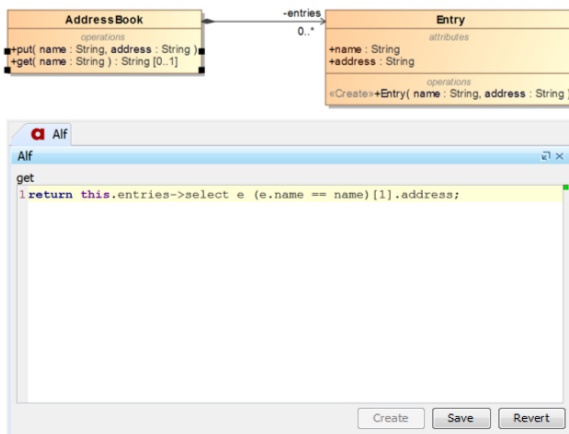 AddressBook
operations
+put( name : String, address : String )
+get( name : String ) : String [0..1]
-entries
0..*
Entry
attributes
+name : String
+address : String
operations
«Create»+Entry( name : String, address : String )
a Alf
Alf
get
1 return this.entries->select e (e.name == name)[1].address;
Create Save Revert